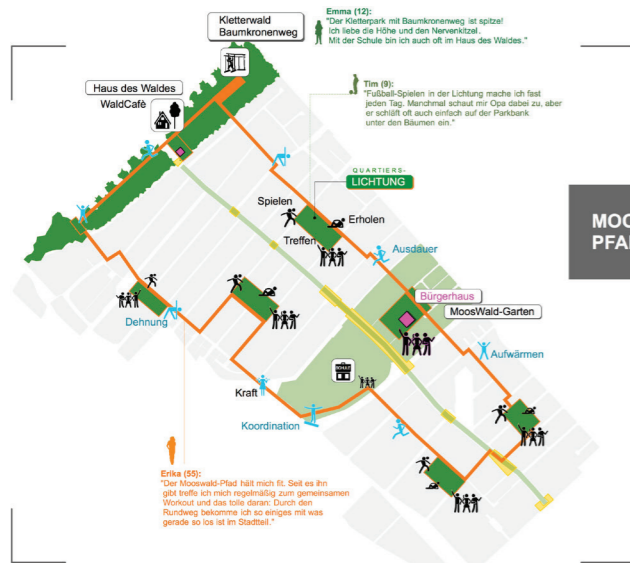 Kletterwald
Baumkronenweg
Emma (12):
"Der Kletterpark mit Baumkronenweg ist spitze!
Ich liebe die Höhe und den Nervenkitzel.
Mit der Schule bin ich auch oft im Haus des Waldes."
Haus des Waldes
WaldCafè
Tim (9):
"Fußball-Spielen in der Lichtung mache ich fast
jeden Tag. Manchmal schaut mir Opa dabei zu, aber
er schläft oft auch einfach auf der Parkbank
unter den Bäumen ein."
QUARTIERS-
LICHTUNG
Spielen
Erholen
Treffen
MOO
PFA
Ausdauer
Bürgerhaus
MoosWald-Garten
Dehnung
Aufwärmen
SCHULE
Kraft
Koordination
Erika (55):
"Der Mooswald-Pfad hält mich fit. Seit es ihn
gibt treffe ich mich regelmäßig zum gemeinsamen
Workout und das tolle daran: Durch den
Rundweg bekomme ich so einiges mit was
gerade so los ist im Stadtteil."